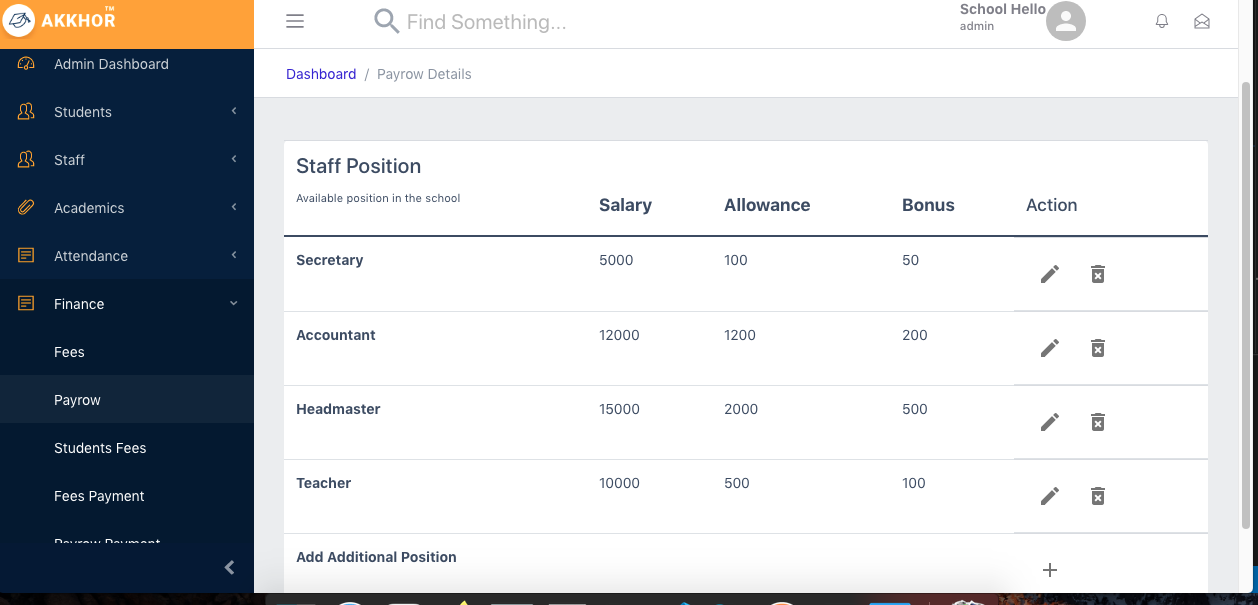 AKKHOR™
Admin Dashboard
Students
Staff
Academics
Attendance
Finance
Fees
Payrow
Students Fees
Fees Payment
Payrow Payment
Find Something...
School Hello
admin
Dashboard / Payrow Details
Staff Position
Available position in the school
Salary Allowance Bonus Action
Secretary 5000 100 50
Accountant 12000 1200 200
Headmaster 15000 2000 500
Teacher 10000 500 100
Add Additional Position